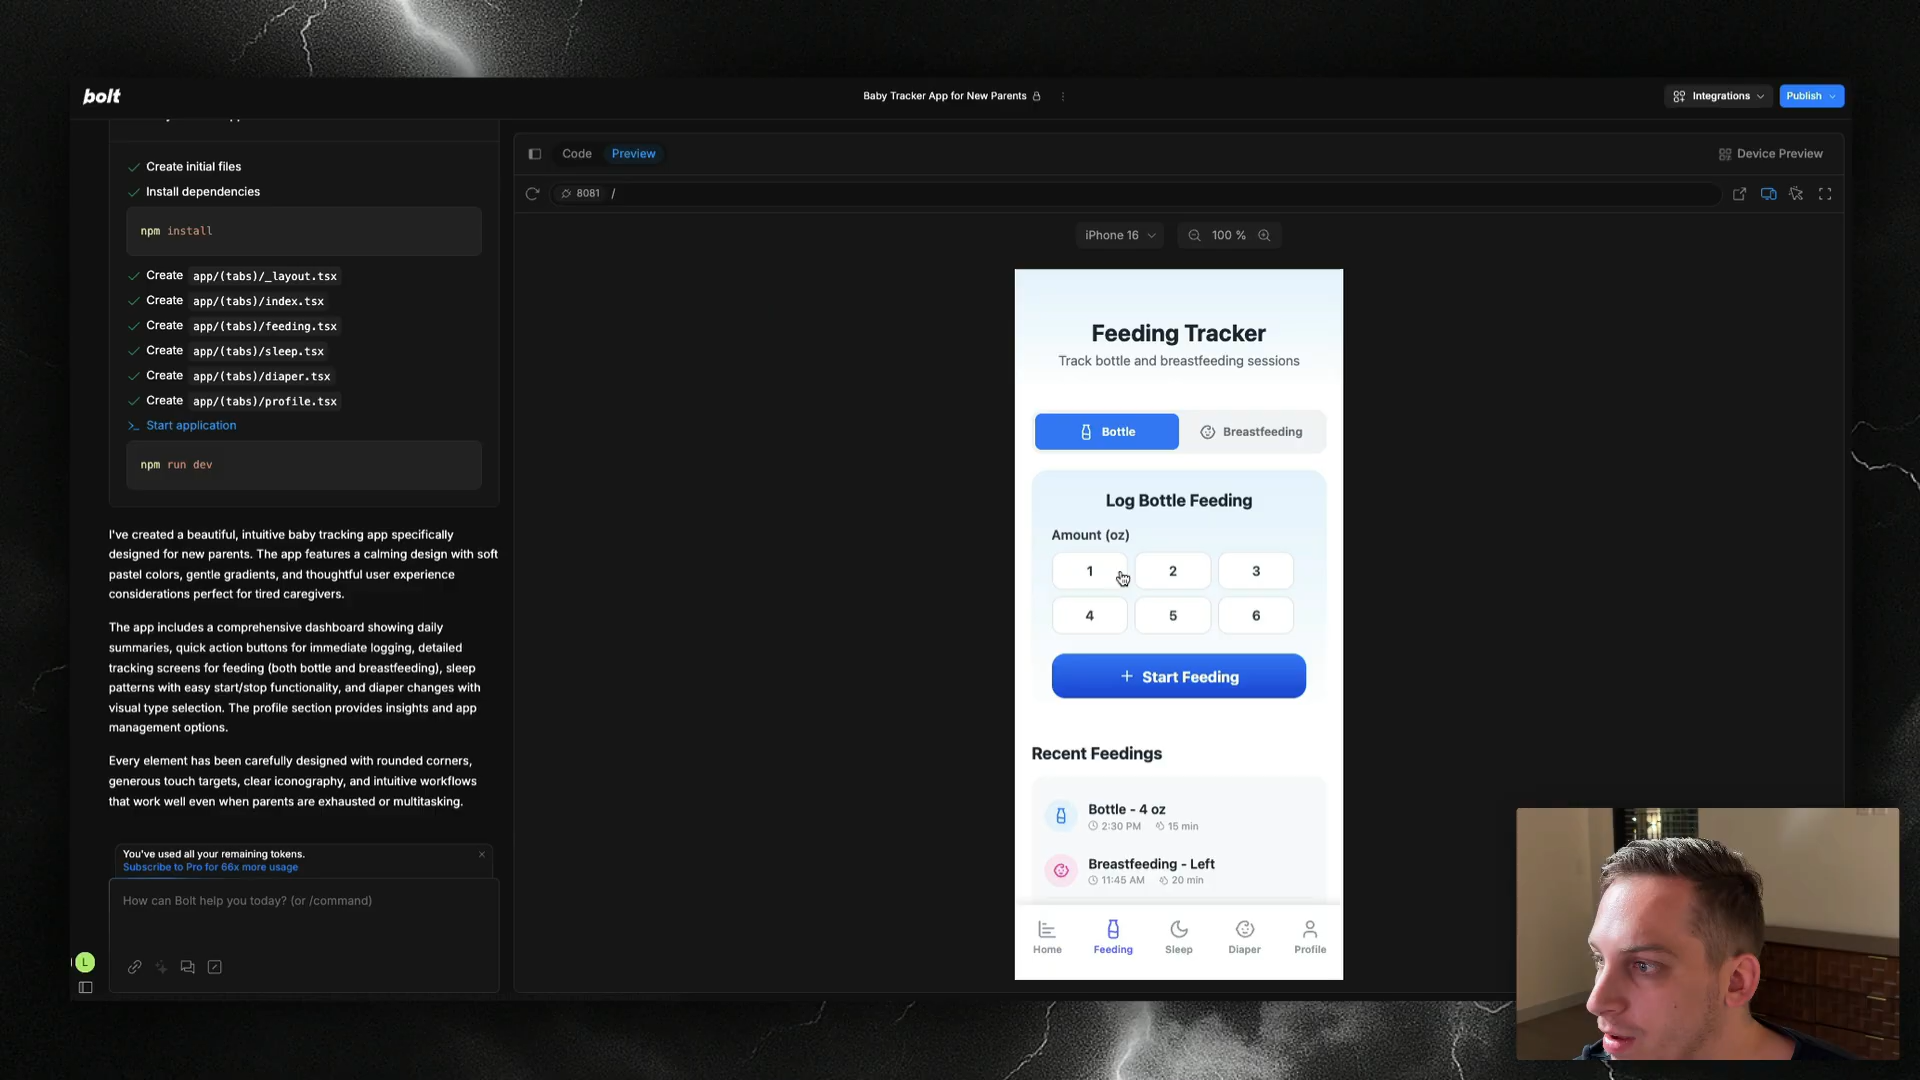 bolt
Baby Tracker App for New Parents
Integrations
Publish
Create initial files
Install dependencies
npm install
Create app/(tabs)/_layout.tsx
Create app/(tabs)/index.tsx
Create app/(tabs)/feeding.tsx
Create app/(tabs)/sleep.tsx
Create app/(tabs)/diaper.tsx
Create app/(tabs)/profile.tsx
Start application
npm run dev
I've created a beautiful, intuitive baby tracking app specifically
designed for new parents. The app features a calming design with soft
pastel colors, gentle gradients, and thoughtful user experience
considerations perfect for tired caregivers.
The app includes a comprehensive dashboard showing daily
summaries, quick action buttons for immediate logging, detailed
tracking screens for feeding (both bottle and breastfeeding), sleep
patterns with easy start/stop functionality, and diaper changes with
visual type selection. The profile section provides insights and app
management options.
Every element has been carefully designed with rounded corners,
generous touch targets, clear iconography, and intuitive workflows
that work well even when parents are exhausted or multitasking.
You've used all your remaining tokens.
Subscribe to Pro for 66x more usage
How can Bolt help you today? (or /command)
L
Code Preview
Device Preview
8081 /
iPhone 16
100 %
Feeding Tracker
Track bottle and breastfeeding sessions
Bottle Breastfeeding
Log Bottle Feeding
Amount (oz)
1 2 3
4 5 6
+ Start Feeding
Recent Feedings
Bottle - 4 oz
2:30 PM 15 min
Breastfeeding - Left
11:45 AM 20 min
Home Feeding Sleep Diaper Profile